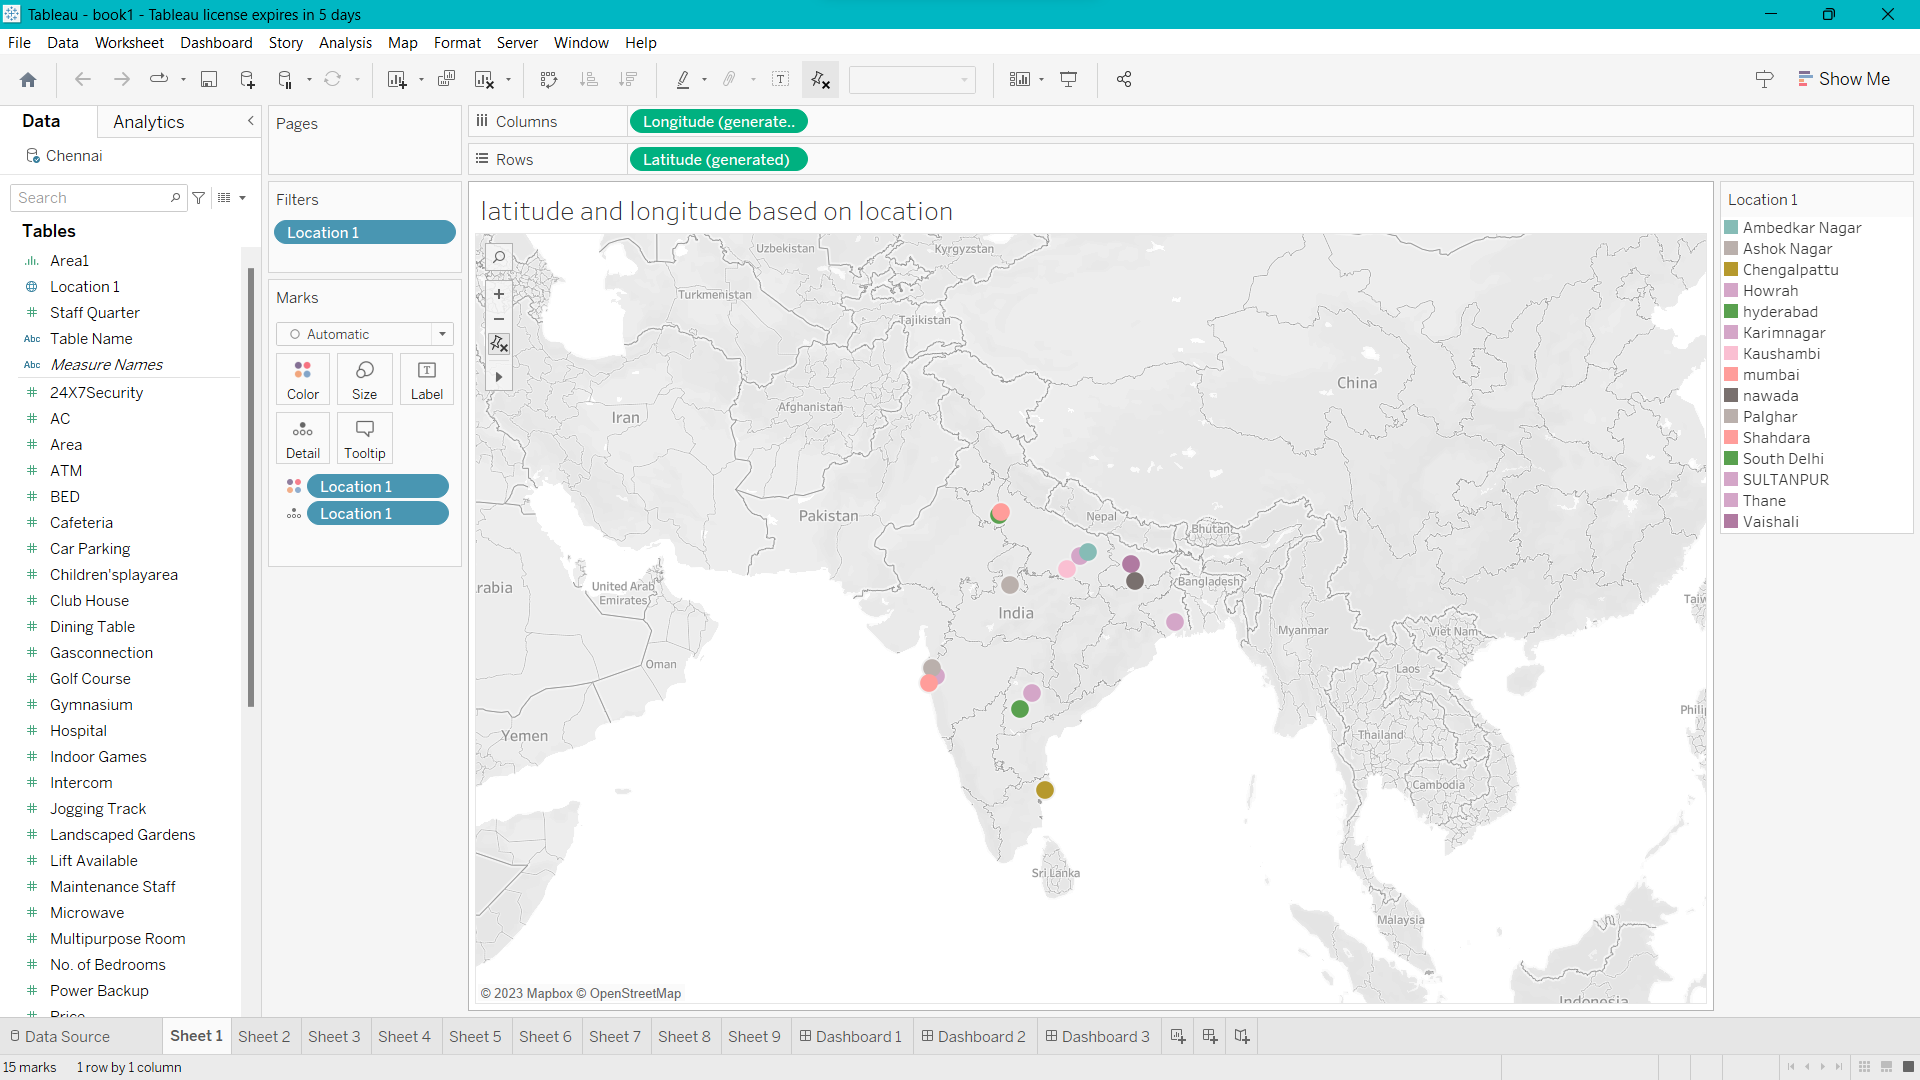 Tableau - book1 - Tableau license expires in 5 days
File Data Worksheet Dashboard Story Analysis Map Format Server Window Help
Show Me
Data Analytics
Chennai
Search
Tables
Area1
Location 1
Staff Quarter
Abc Table Name
Abc Measure Names
24X7Security
AC
Area
ATM
BED
Cafeteria
Car Parking
Children'splayarea
Club House
Dining Table
Gasconnection
Golf Course
Gymnasium
Hospital
Indoor Games
Intercom
Jogging Track
Landscaped Gardens
Lift Available
Maintenance Staff
Microwave
Multipurpose Room
No. of Bedrooms
Power Backup
Price
Pages
Filters
Location 1
Marks
Automatic
Color Size Label
Detail Tooltip
Location 1
Location 1
Columns Longitude (generate..
Rows Latitude (generated)
latitude and longitude based on location
Uzbekistan
Kyrgyzstan
Turkmenistan
Tajikistan
China
Afghanistan
Iran
Pakistan
Nepal
Bhutan
Bangladesh
rabia
United Arab
Emirates
India
Taiw
Myanmar
Viet Nam
Oman
Laos
Philip
Yemen
Thailand
Cambodia
Sri Lanka
Malaysia
Indonesia
© 2023 Mapbox © OpenStreetMap
Location 1
Ambedkar Nagar
Ashok Nagar
Chengalpattu
Howrah
hyderabad
Karimnagar
Kaushambi
mumbai
nawada
Palghar
Shahdara
South Delhi
SULTANPUR
Thane
Vaishali
Data Source Sheet 1 Sheet 2 Sheet 3 Sheet 4 Sheet 5 Sheet 6 Sheet 7 Sheet 8 Sheet 9 Dashboard 1 Dashboard 2 Dashboard 3
15 marks 1 row by 1 column